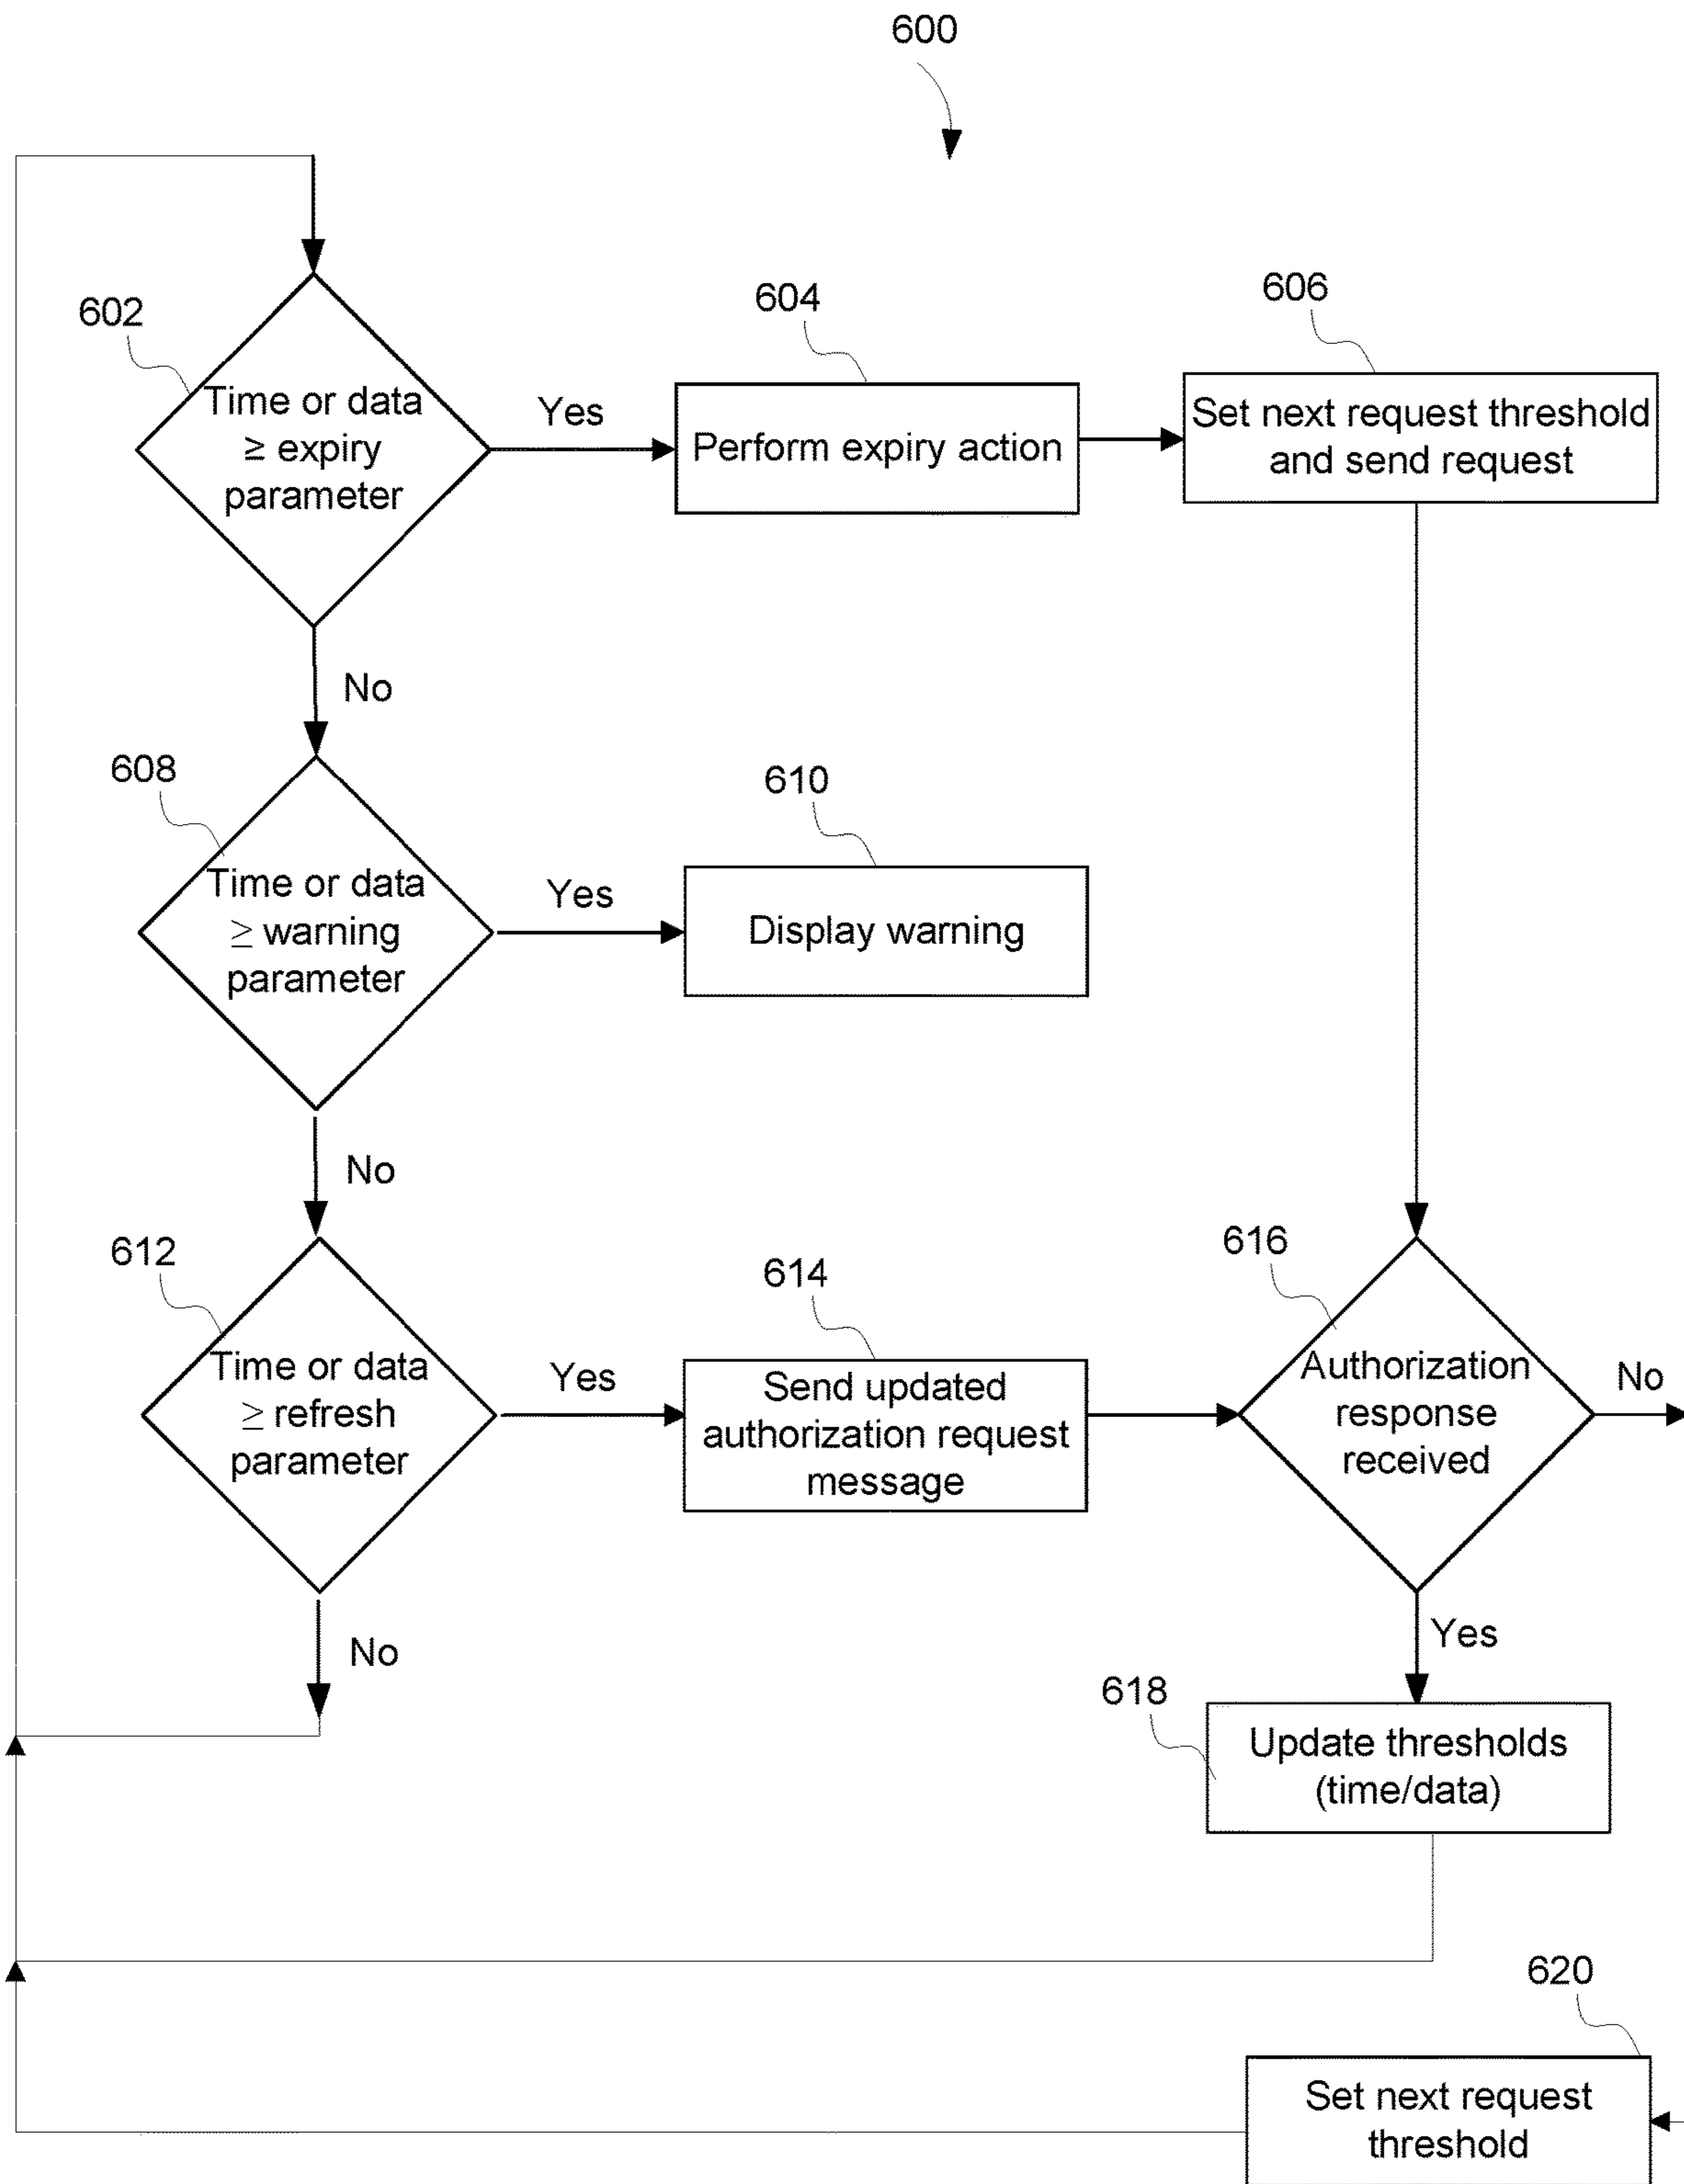 600
602
Time or data
≥ expiry
parameter
Yes
604
Perform expiry action
606
Set next request threshold
and send request
No
608
Time or data
≥ warning
parameter
Yes
610
Display warning
No
612
Time or data
≥ refresh
parameter
Yes
614
Send updated
authorization request
message
616
Authorization
response
received
No
No
Yes
618
Update thresholds
(time/data)
620
Set next request
threshold